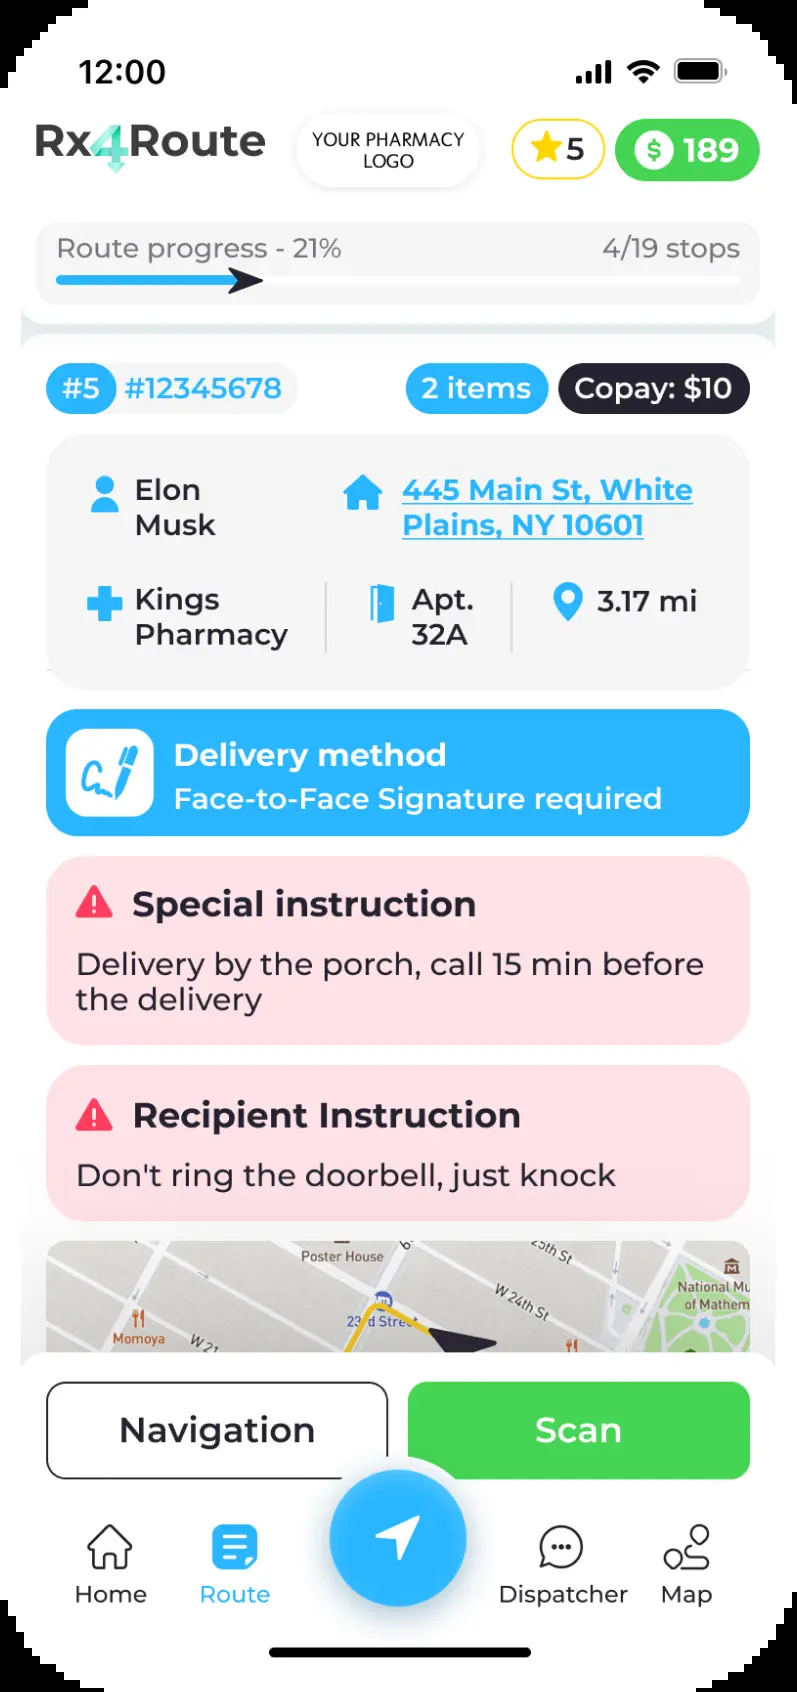 12:00
Rx4Route
YOUR PHARMACY
LOGO
5
$ 189
Route progress - 21%
4/19 stops
#5 #12345678
2 items
Copay: $10
Elon
Musk
445 Main St, White
Plains, NY 10601
Kings
Pharmacy
Apt.
32A
3.17 mi
Delivery method
Face-to-Face Signature required
Special instruction
Delivery by the porch, call 15 min before
the delivery
Recipient Instruction
Don't ring the doorbell, just knock
Poster House
25th St
National Mu
of Mathem
W 24th St
23rd Street
Momoya
W 21
Navigation
Scan
Home
Route
Dispatcher
Map